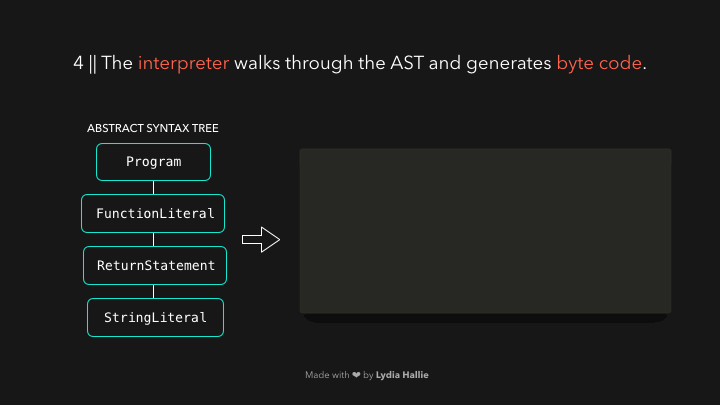 4 || The interpreter walks through the AST and generates byte code.
ABSTRACT SYNTAX TREE
Program
FunctionLiteral
ReturnStatement
StringLiteral
Made with ❤ by Lydia Hallie